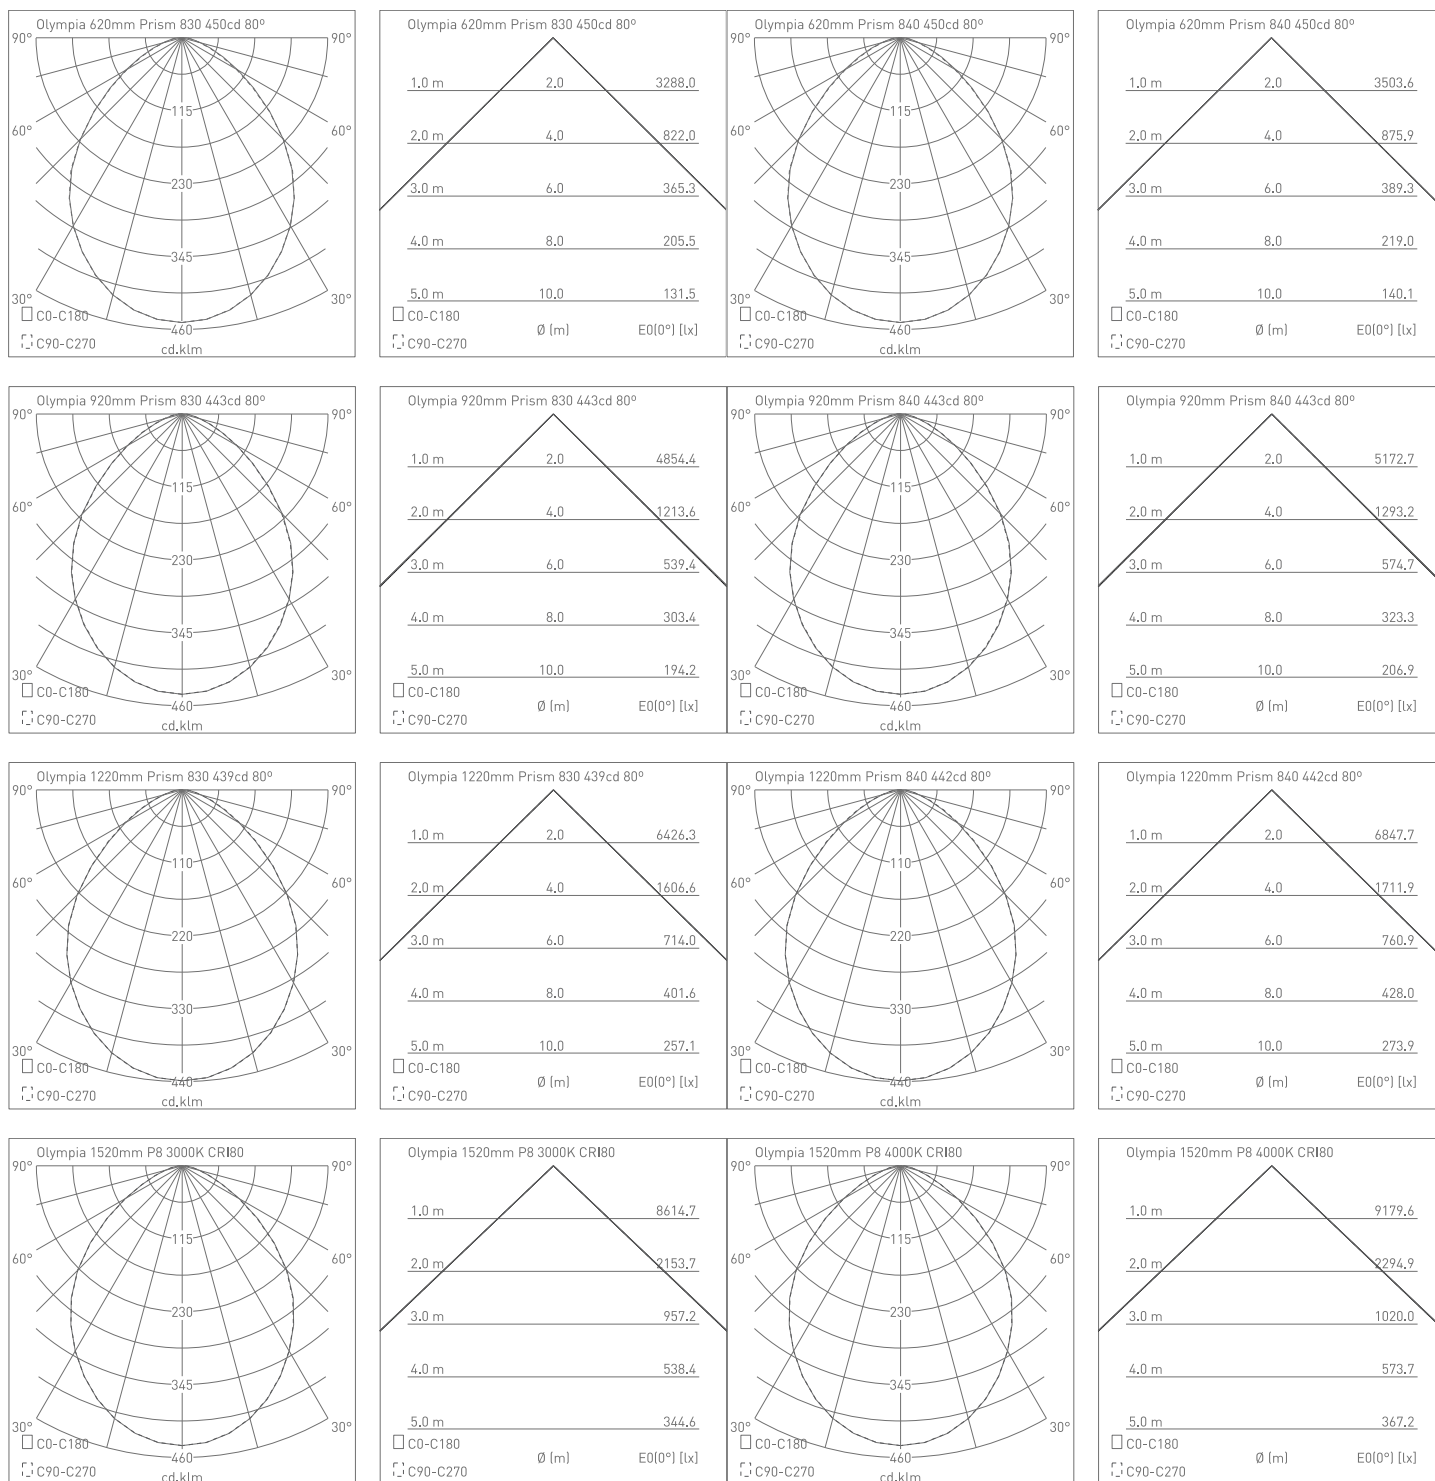 Olympia 620mm Prism 830 450cd 80º
90° 90°
115
60° 60°
230
345
30° 30°
C0-C180
460
C90-C270
cd.klm
Olympia 620mm Prism 830 450cd 80º
1.0 m 2.0 3288.0
2.0 m 4.0 822.0
3.0 m 6.0 365.3
4.0 m 8.0 205.5
5.0 m 10.0 131.5
C0-C180
Ø (m) E0(0°) [lx]
C90-C270
Olympia 620mm Prism 840 450cd 80º
90° 90°
115
60° 60°
230
345
30° 30°
C0-C180
460
C90-C270
cd.klm
Olympia 620mm Prism 840 450cd 80º
1.0 m 2.0 3503.6
2.0 m 4.0 875.9
3.0 m 6.0 389.3
4.0 m 8.0 219.0
5.0 m 10.0 140.1
C0-C180
Ø (m) E0(0°) [lx]
C90-C270
Olympia 920mm Prism 830 443cd 80º
90° 90°
115
60° 60°
230
345
30° 30°
C0-C180
460
C90-C270
cd.klm
Olympia 920mm Prism 830 443cd 80º
1.0 m 2.0 4854.4
2.0 m 4.0 1213.6
3.0 m 6.0 539.4
4.0 m 8.0 303.4
5.0 m 10.0 194.2
C0-C180
Ø (m) E0(0°) [lx]
C90-C270
Olympia 920mm Prism 840 443cd 80º
90° 90°
115
60° 60°
230
345
30° 30°
C0-C180
460
C90-C270
cd.klm
Olympia 920mm Prism 840 443cd 80º
1.0 m 2.0 5172.7
2.0 m 4.0 1293.2
3.0 m 6.0 574.7
4.0 m 8.0 323.3
5.0 m 10.0 206.9
C0-C180
Ø (m) E0(0°) [lx]
C90-C270
Olympia 1220mm Prism 830 439cd 80º
90° 90°
110
60° 60°
220
330
30° 30°
C0-C180
440
C90-C270
cd.klm
Olympia 1220mm Prism 830 439cd 80º
1.0 m 2.0 6426.3
2.0 m 4.0 1606.6
3.0 m 6.0 714.0
4.0 m 8.0 401.6
5.0 m 10.0 257.1
C0-C180
Ø (m) E0(0°) [lx]
C90-C270
Olympia 1220mm Prism 840 442cd 80º
90° 90°
110
60° 60°
220
330
30° 30°
C0-C180
440
C90-C270
cd.klm
Olympia 1220mm Prism 840 442cd 80º
1.0 m 2.0 6847.7
2.0 m 4.0 1711.9
3.0 m 6.0 760.9
4.0 m 8.0 428.0
5.0 m 10.0 273.9
C0-C180
Ø (m) E0(0°) [lx]
C90-C270
Olympia 1520mm P8 3000K CRI80
90° 90°
115
60° 60°
230
345
30° 30°
C0-C180
460
C90-C270
cd.klm
Olympia 1520mm P8 3000K CRI80
1.0 m 8614.7
2.0 m 2153.7
3.0 m 957.2
4.0 m 538.4
5.0 m 344.6
C0-C180
Ø (m) E0(0°) [lx]
C90-C270
Olympia 1520mm P8 4000K CRI80
90° 90°
115
60° 60°
230
345
30° 30°
C0-C180
460
C90-C270
cd.klm
Olympia 1520mm P8 4000K CRI80
1.0 m 9179.6
2.0 m 2294.9
3.0 m 1020.0
4.0 m 573.7
5.0 m 367.2
C0-C180
Ø (m) E0(0°) [lx]
C90-C270